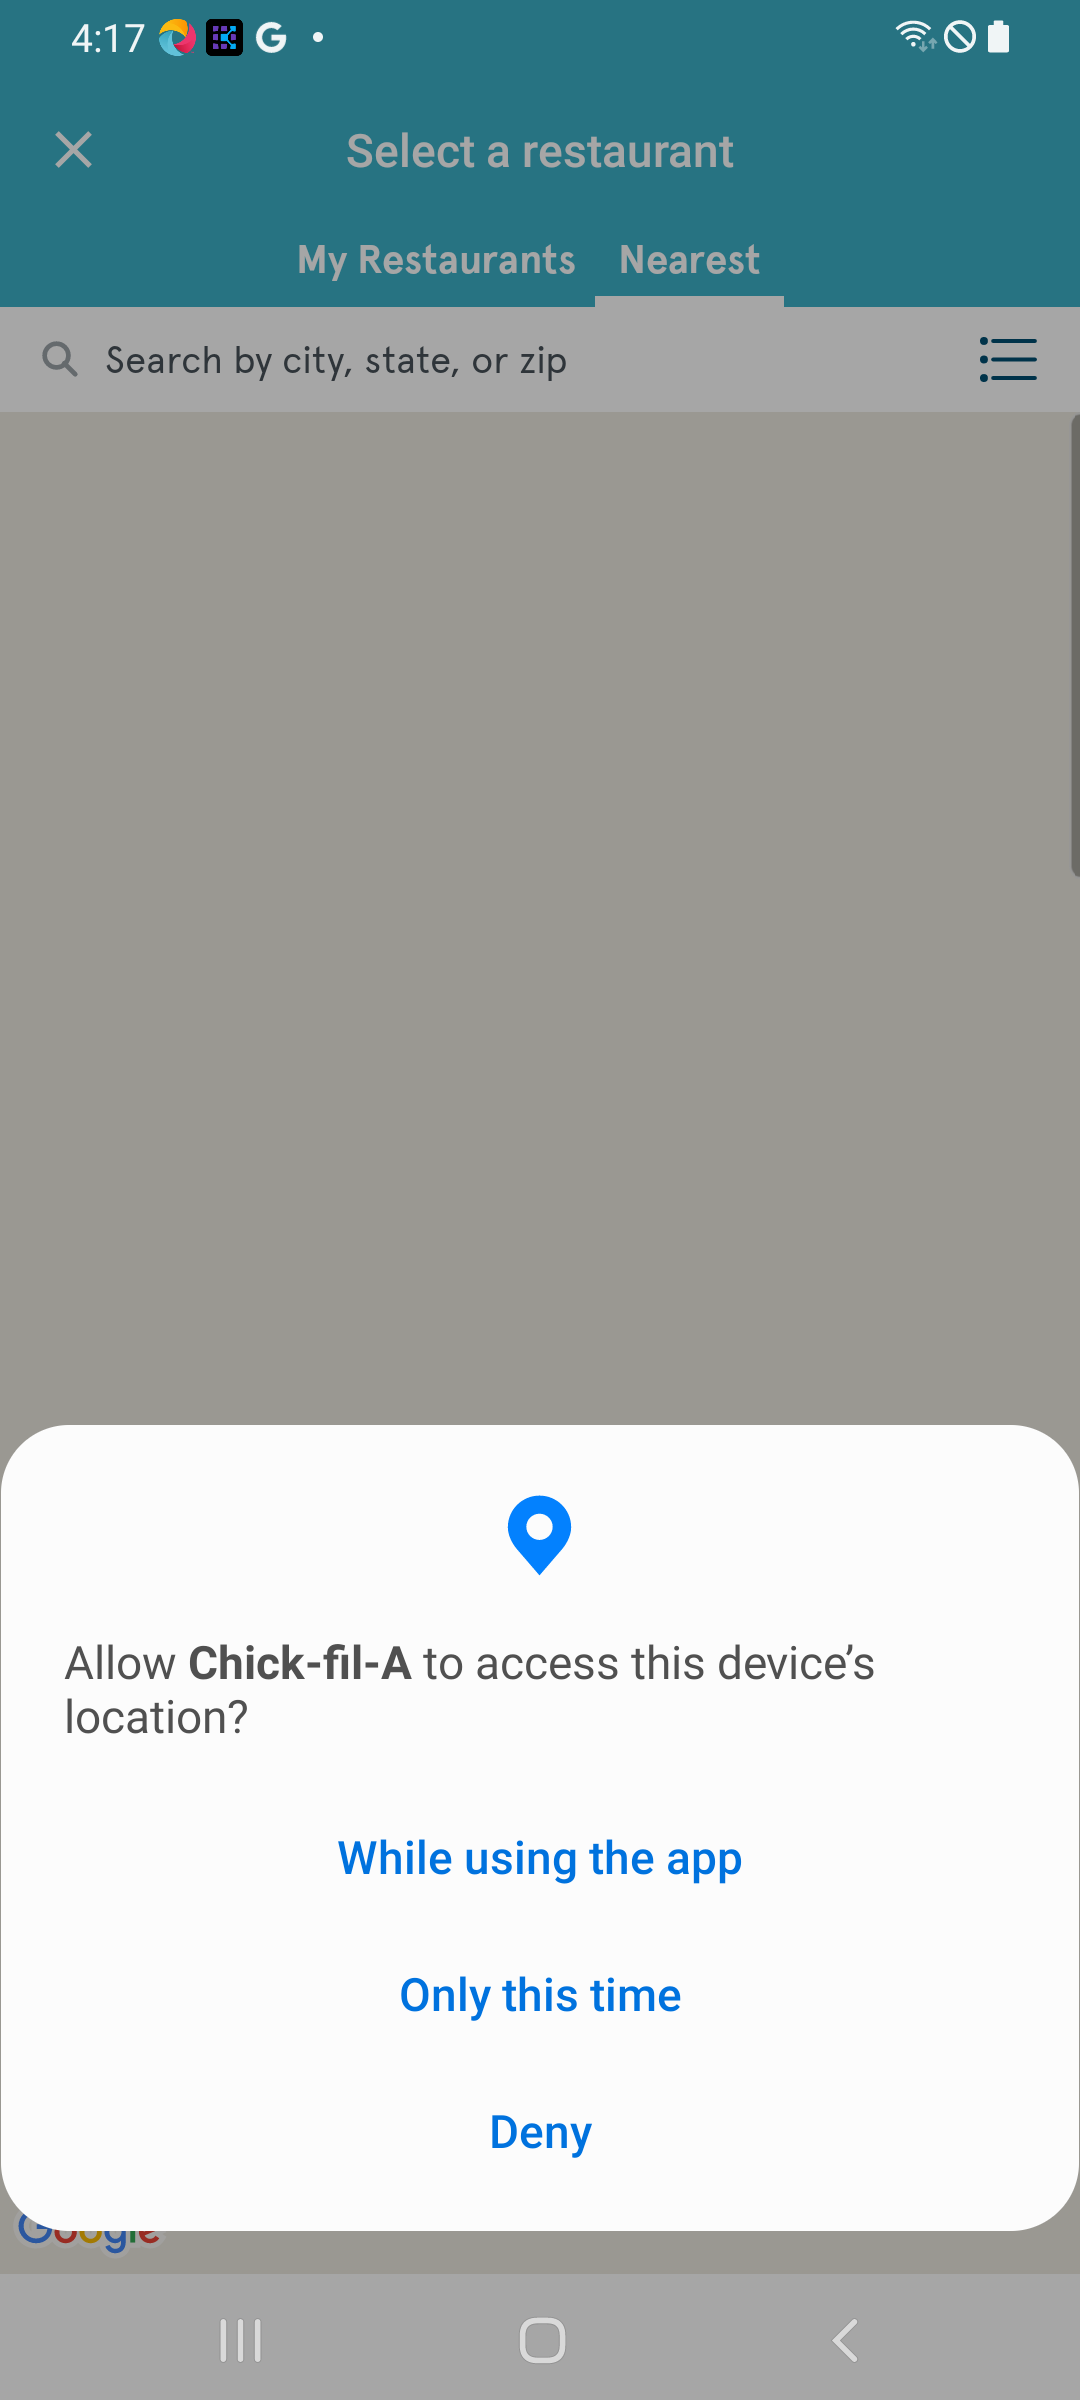 4:17
Select a restaurant
My Restaurants Nearest
Search by city, state, or zip
Allow Chick-fil-A to access this device’s
location?
While using the app
Only this time
Deny
Google